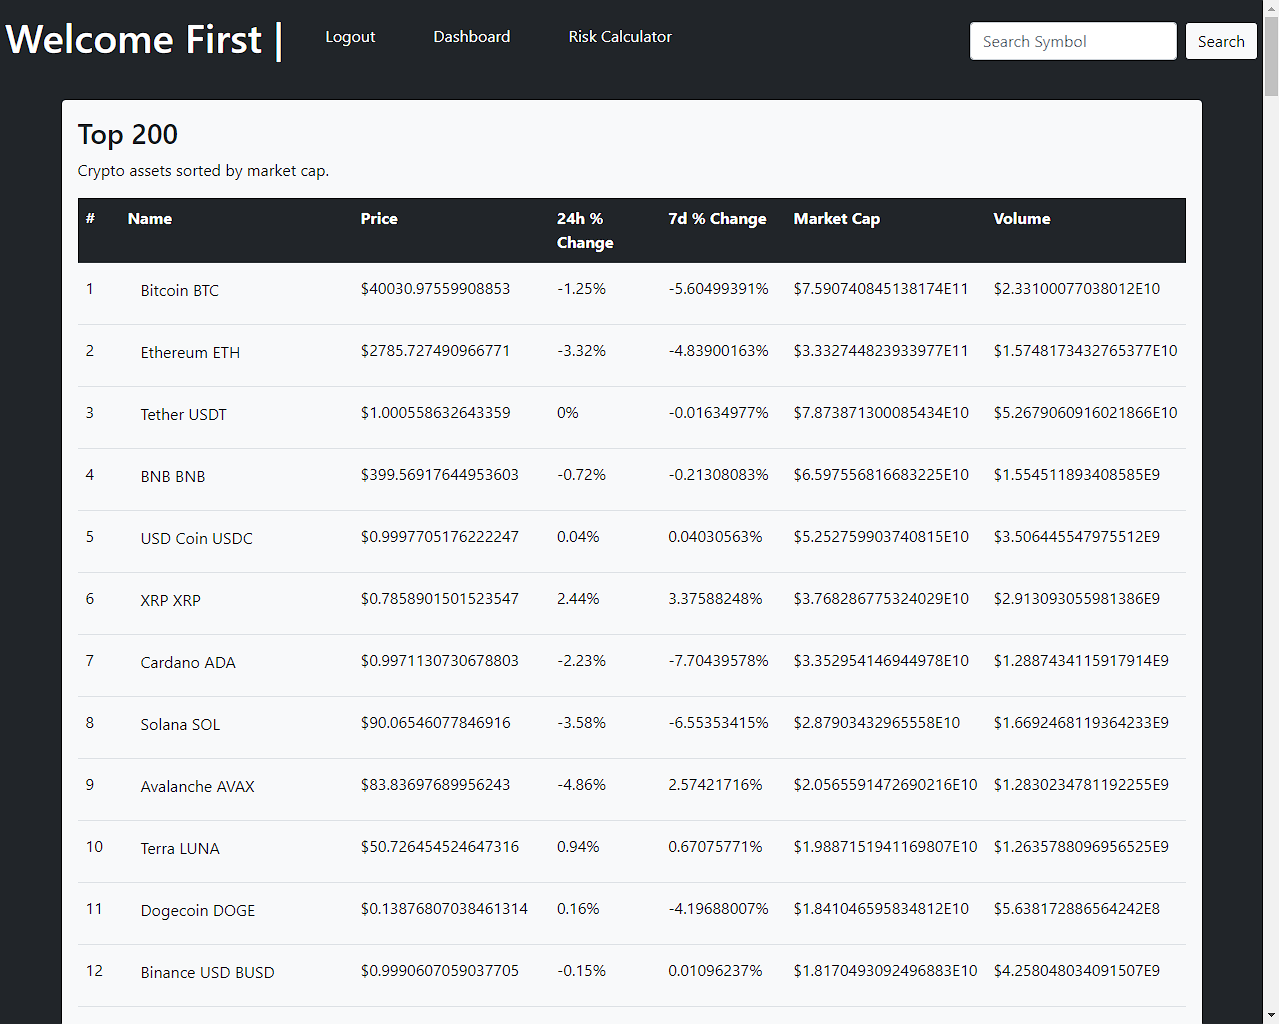 Welcome First | Logout Dashboard Risk Calculator Search Symbol Search
Top 200
Crypto assets sorted by market cap.
# Name Price 24h % Change 7d % Change Market Cap Volume
1 Bitcoin BTC $40030.97559908853 -1.25% -5.60499391% $7.590740845138174E11 $2.33100077038012E10
2 Ethereum ETH $2785.727490966771 -3.32% -4.83900163% $3.332744823933977E11 $1.5748173432765377E10
3 Tether USDT $1.000558632643359 0% -0.01634977% $7.873871300085434E10 $5.2679060916021866E10
4 BNB BNB $399.56917644953603 -0.72% -0.21308083% $6.597556816683225E10 $1.554511893408585E9
5 USD Coin USDC $0.9997705176222247 0.04% 0.04030563% $5.252759903740815E10 $3.506445547975512E9
6 XRP XRP $0.7858901501523547 2.44% 3.37588248% $3.768286775324029E10 $2.913093055981386E9
7 Cardano ADA $0.9971130730678803 -2.23% -7.70439578% $3.352954146944978E10 $1.2887434115917914E9
8 Solana SOL $90.06546077846916 -3.58% -6.55353415% $2.87903432965558E10 $1.6692468119364233E9
9 Avalanche AVAX $83.83697689956243 -4.86% 2.57421716% $2.0565591472690216E10 $1.2830234781192255E9
10 Terra LUNA $50.726454524647316 0.94% 0.67075771% $1.9887151941169807E10 $1.2635788096956525E9
11 Dogecoin DOGE $0.13876807038461314 0.16% -4.19688007% $1.841046595834812E10 $5.638172886564242E8
12 Binance USD BUSD $0.9990607059037705 -0.15% 0.01096237% $1.8170493092496883E10 $4.258048034091507E9